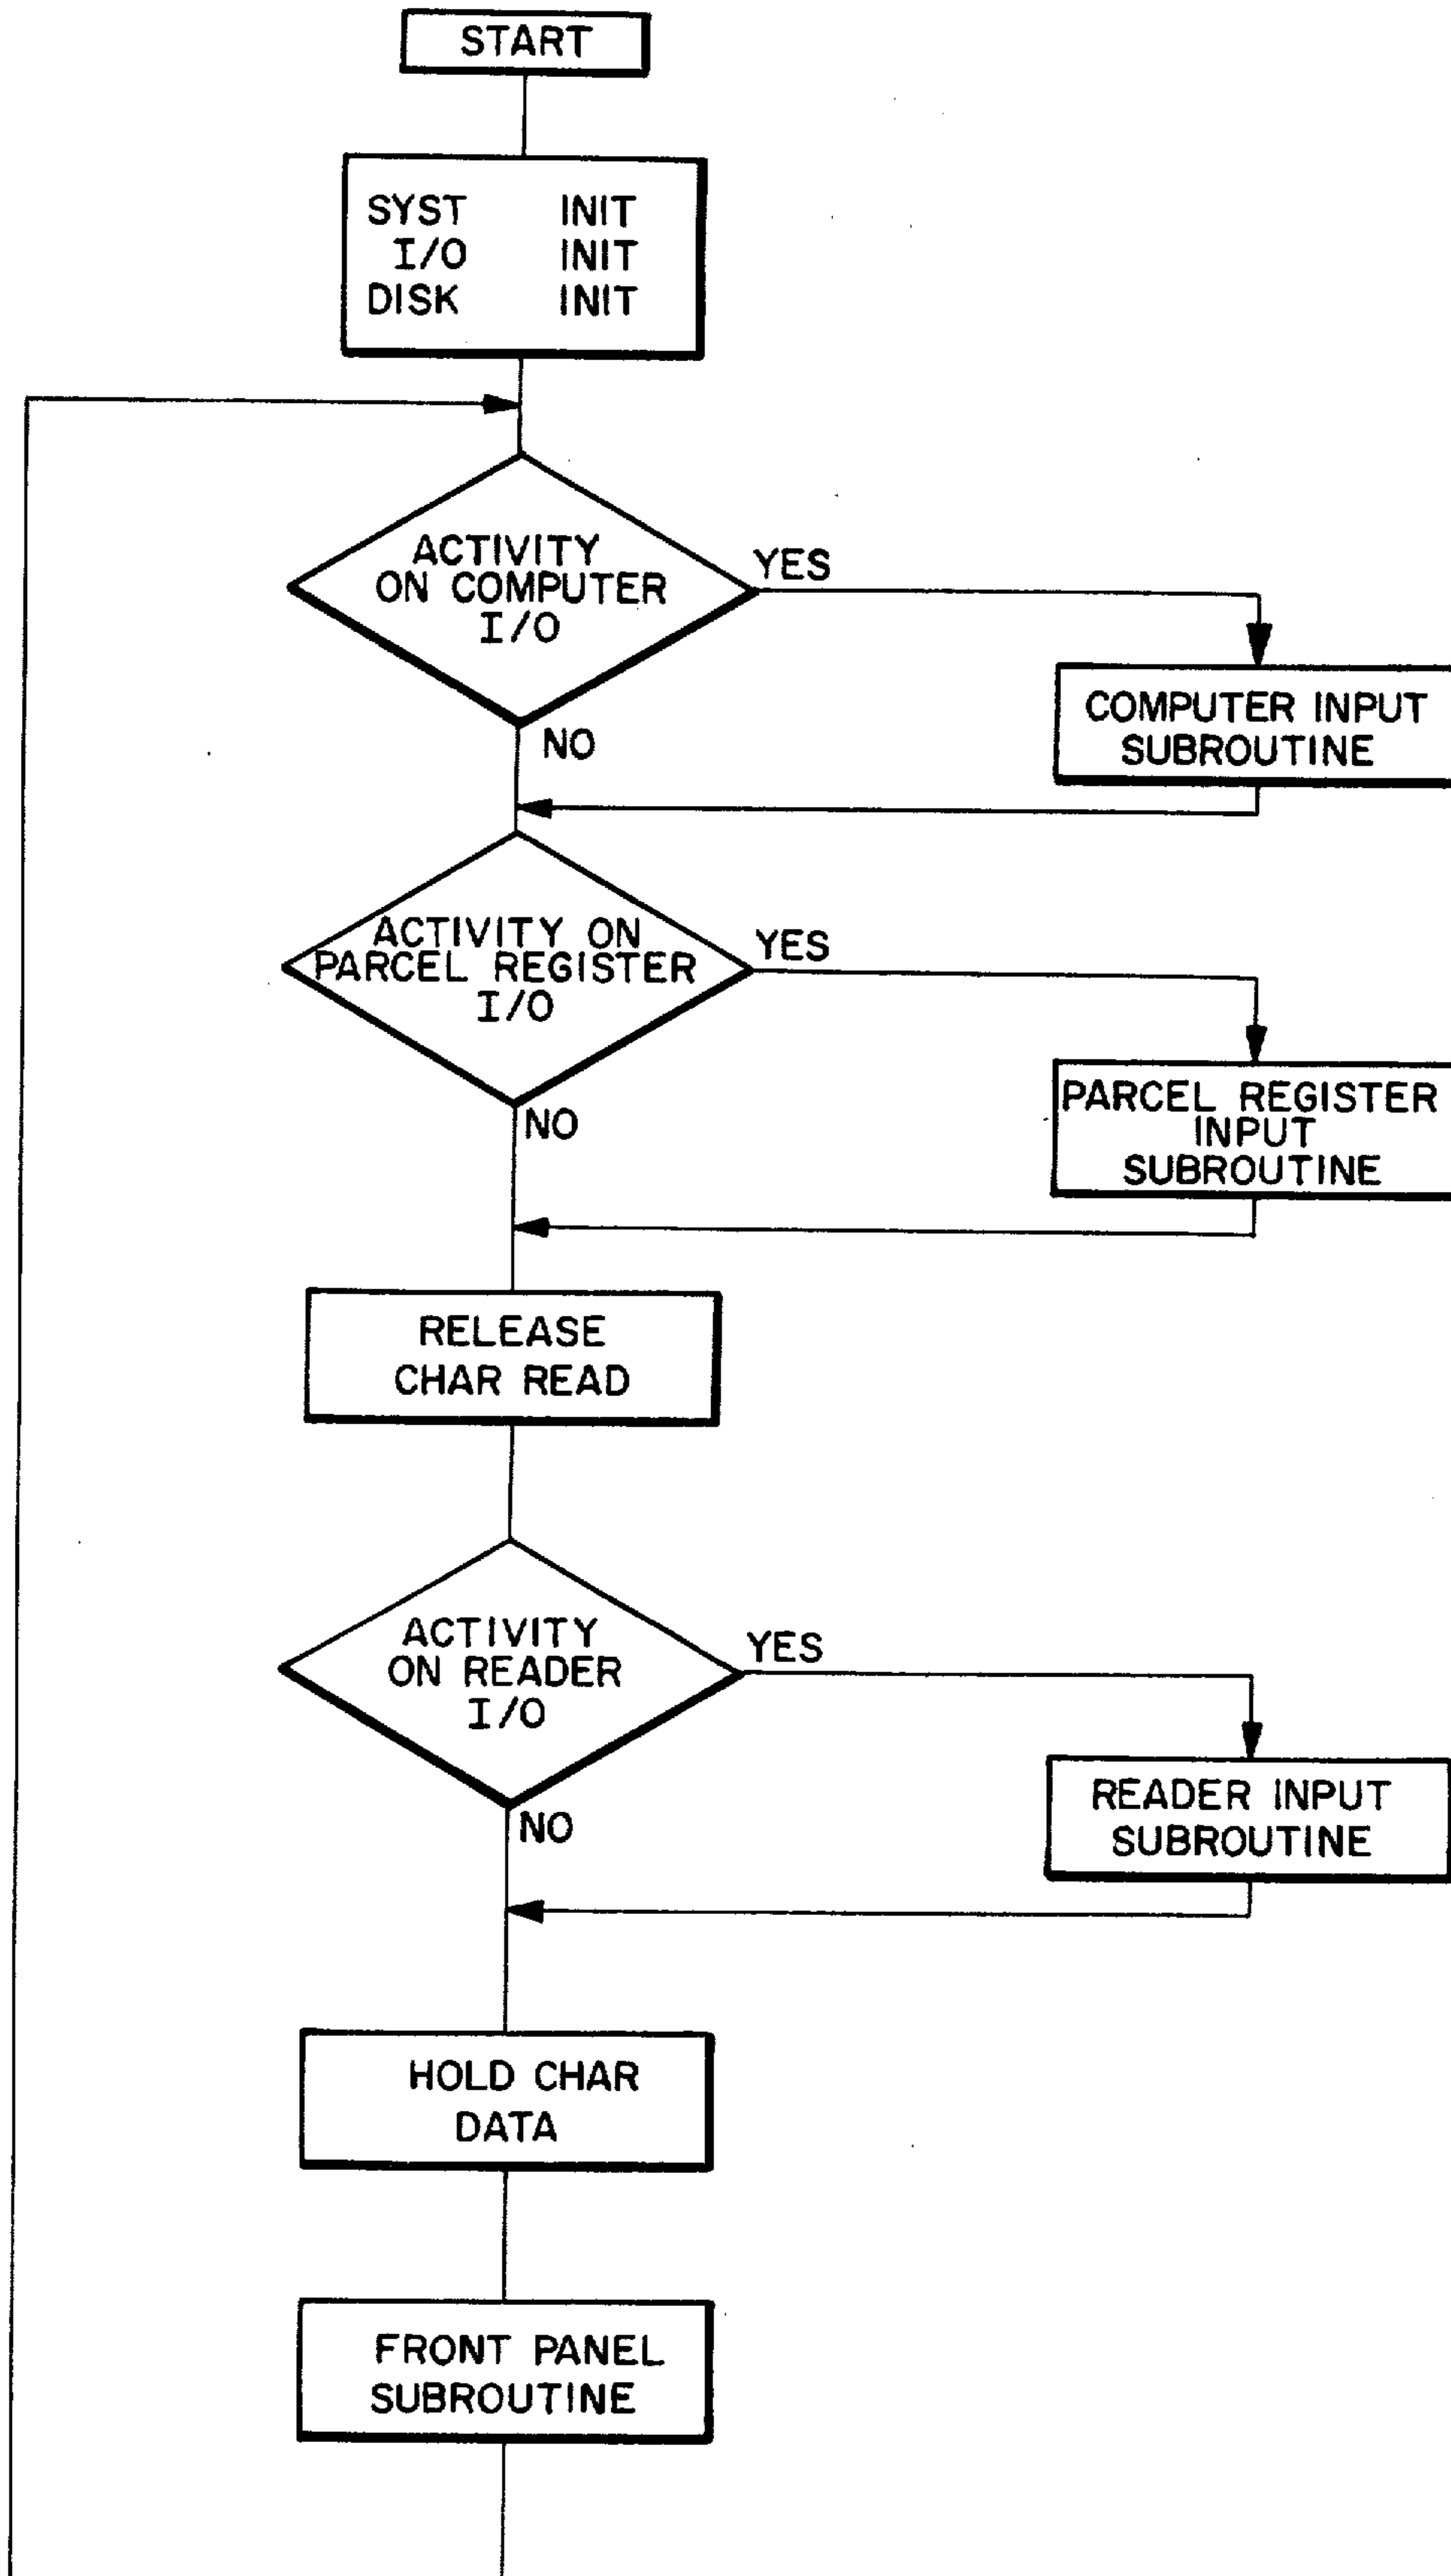 START
SYST INIT
I/O INIT
DISK INIT
ACTIVITY
ON COMPUTER
I/O
YES
NO
COMPUTER INPUT
SUBROUTINE
ACTIVITY ON
PARCEL REGISTER
I/O
YES
NO
PARCEL REGISTER
INPUT
SUBROUTINE
RELEASE
CHAR READ
ACTIVITY
ON READER
I/O
YES
NO
READER INPUT
SUBROUTINE
HOLD CHAR
DATA
FRONT PANEL
SUBROUTINE